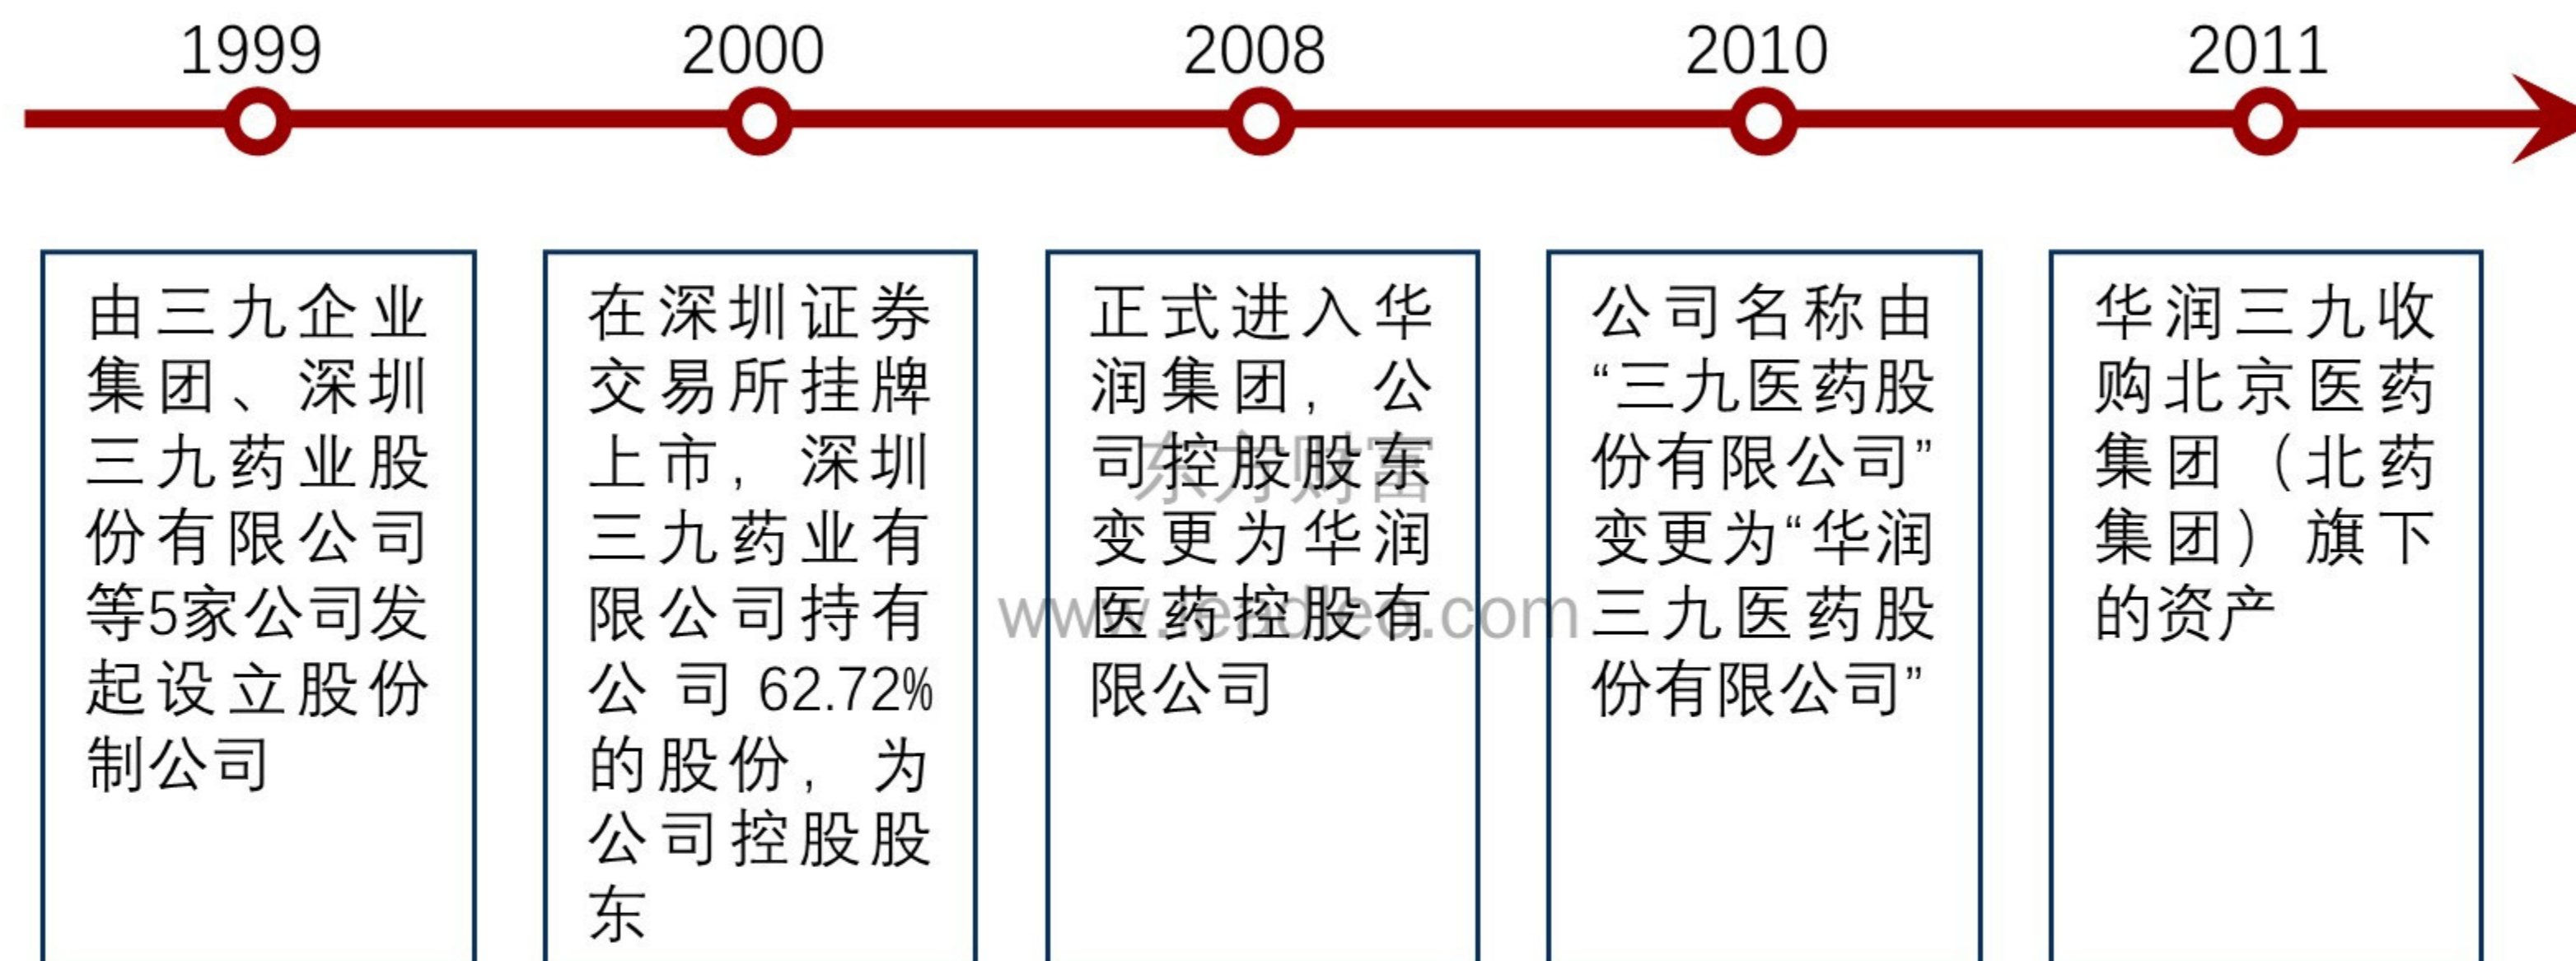 1999
2000
2008
2010
2011
由三九企业
集团、深圳
三九药业股
份有限公司
等5家公司发
起设立股份
制公司
在深圳证券
交易所挂牌
上市，深圳
三九药业有
限公司持有
公司62.72%
的股份，为
公司控股股
东
正式进入华
润集团，公
司控股股东
变更为华润
医药控股有
限公司
公司名称由
“三九医药股
份有限公司”
变更为“华润
三九医药股
份有限公司”
华润三九收
购北京医药
集团（北药
集团）旗下
的资产
东方财富
www.leadleo.com